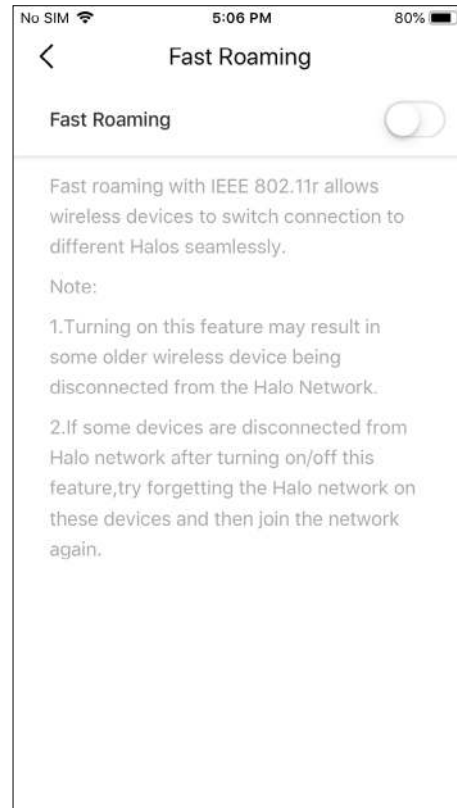 No SIM 5:06 PM 80%
Fast Roaming
Fast Roaming
Fast roaming with IEEE 802.11r allows
wireless devices to switch connection to
different Halos seamlessly.
Note:
1.Turning on this feature may result in
some older wireless device being
disconnected from the Halo Network.
2.If some devices are disconnected from
Halo network after turning on/off this
feature,try forgetting the Halo network on
these devices and then join the network
again.